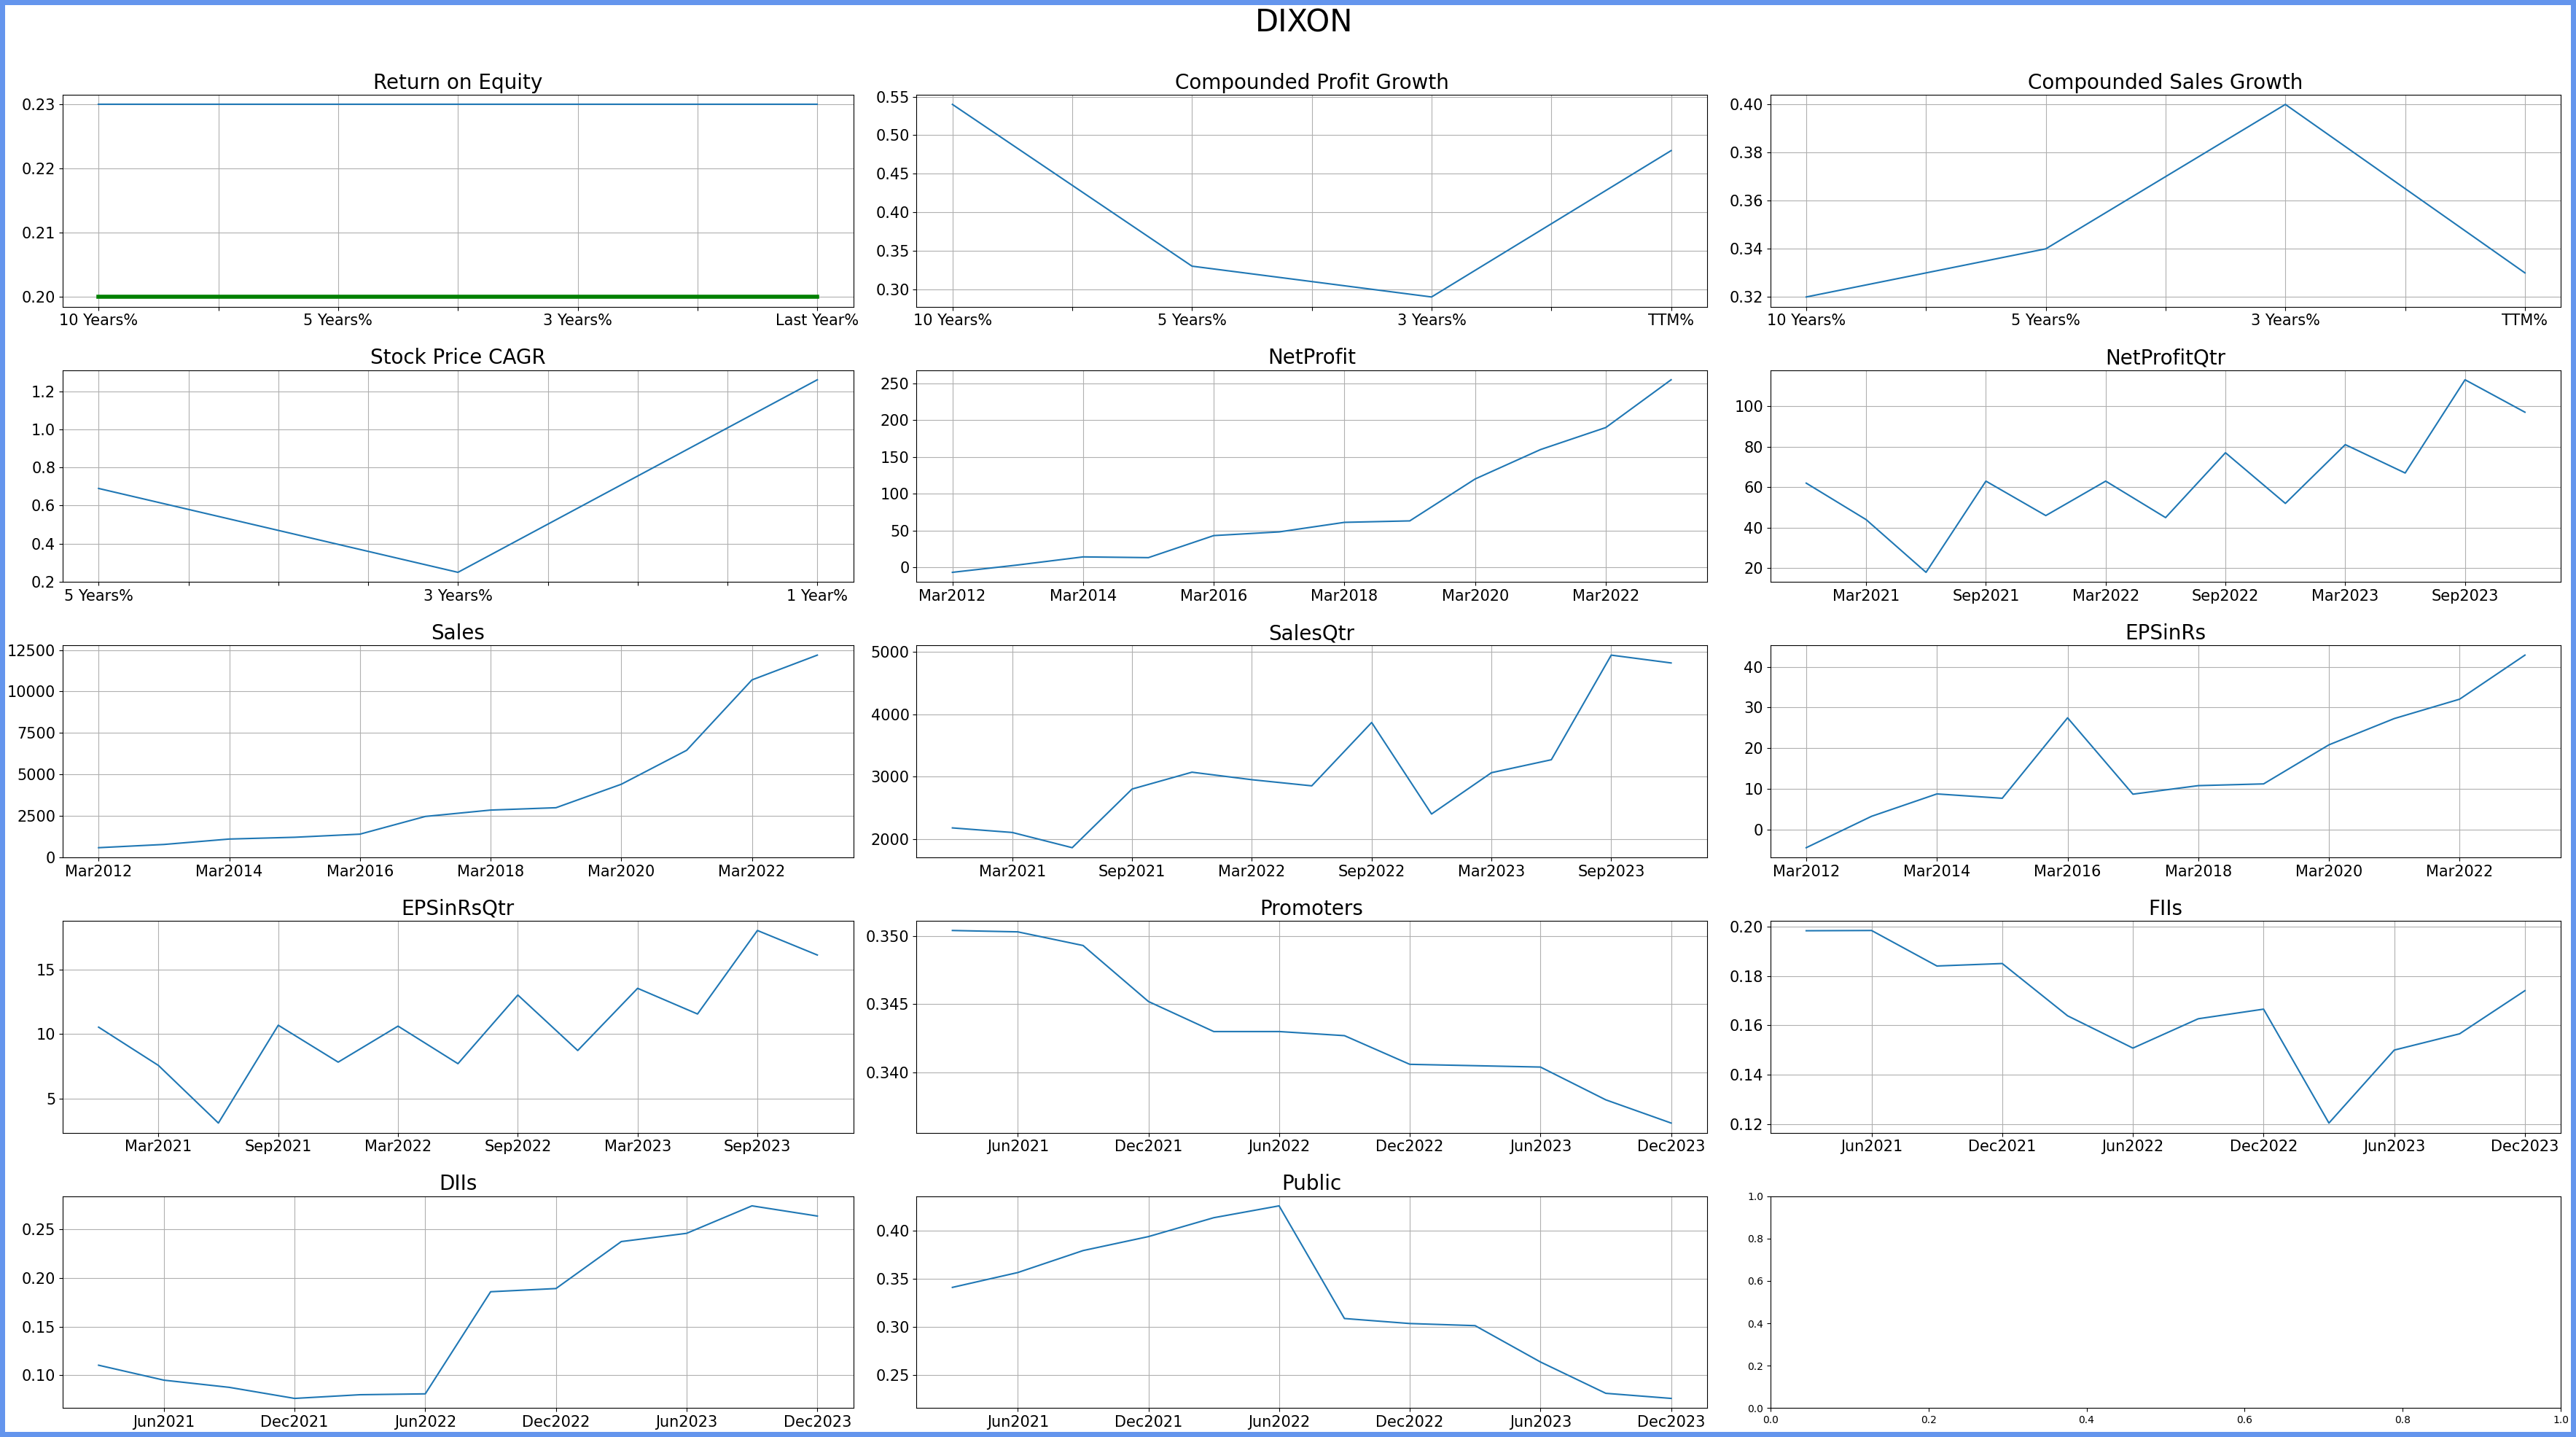 DIXON
Return on Equity
0.23
0.22
0.21
0.20
10 Years% 5 Years% 3 Years% Last Year%
Compounded Profit Growth
0.55
0.50
0.45
0.40
0.35
0.30
10 Years% 5 Years% 3 Years% TTM%
Compounded Sales Growth
0.40
0.38
0.36
0.34
0.32
10 Years% 5 Years% 3 Years% TTM%
Stock Price CAGR
1.2
1.0
0.8
0.6
0.4
0.2
5 Years% 3 Years% 1 Year%
NetProfit
250
200
150
100
50
0
Mar2012 Mar2014 Mar2016 Mar2018 Mar2020 Mar2022
NetProfitQtr
100
80
60
40
20
Mar2021 Sep2021 Mar2022 Sep2022 Mar2023 Sep2023
Sales
12500
10000
7500
5000
2500
0
Mar2012 Mar2014 Mar2016 Mar2018 Mar2020 Mar2022
SalesQtr
5000
4000
3000
2000
Mar2021 Sep2021 Mar2022 Sep2022 Mar2023 Sep2023
EPSinRs
40
30
20
10
0
Mar2012 Mar2014 Mar2016 Mar2018 Mar2020 Mar2022
EPSinRsQtr
15
10
5
Mar2021 Sep2021 Mar2022 Sep2022 Mar2023 Sep2023
Promoters
0.350
0.345
0.340
Jun2021 Dec2021 Jun2022 Dec2022 Jun2023 Dec2023
FIIs
0.20
0.18
0.16
0.14
0.12
Jun2021 Dec2021 Jun2022 Dec2022 Jun2023 Dec2023
DIIs
0.25
0.20
0.15
0.10
Jun2021 Dec2021 Jun2022 Dec2022 Jun2023 Dec2023
Public
0.40
0.35
0.30
0.25
Jun2021 Dec2021 Jun2022 Dec2022 Jun2023 Dec2023
1.0
0.8
0.6
0.4
0.2
0.0
0.0 0.2 0.4 0.6 0.8 1.0